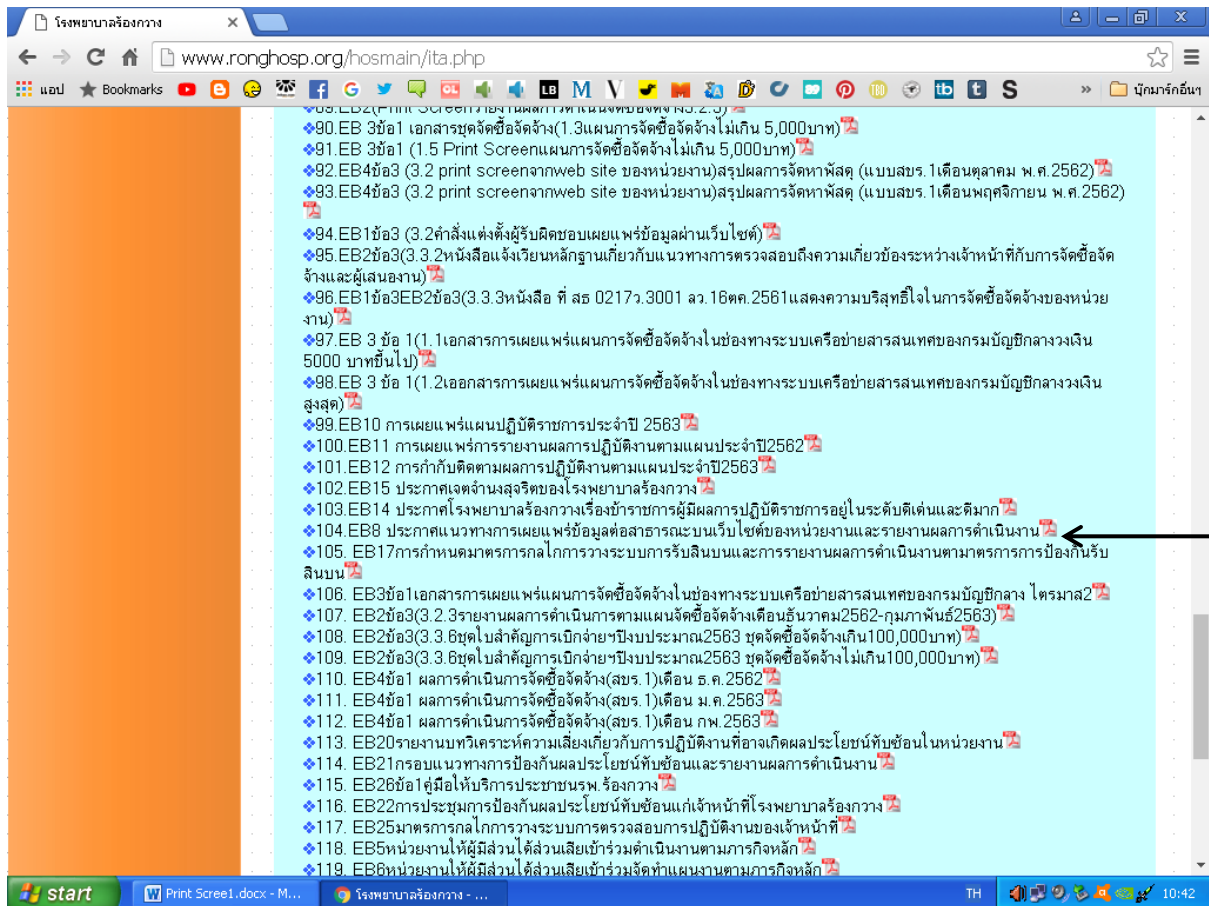 โรงพยาบาลร้องกวาง
www.ronghosp.org/hosmain/ita.php
แอป Bookmarks บุ๊กมาร์กอื่นๆ
89.EB2(Print Screenรายงานผลการดำเนินจัดซื้อจัดจ้าง3.2.3)
90.EB 3ข้อ1 เอกสารชุดจัดซื้อจัดจ้าง(1.3แผนการจัดซื้อจัดจ้างไม่เกิน 5,000บาท)
91.EB 3ข้อ1 (1.5 Print Screenแผนการจัดซื้อจัดจ้างไม่เกิน 5,000บาท)
92.EB4ข้อ3 (3.2 print screenจากweb site ของหน่วยงาน)สรุปผลการจัดหาพัสดุ (แบบสขร.1เดือนตุลาคม พ.ศ.2562)
93.EB4ข้อ3 (3.2 print screenจากweb site ของหน่วยงาน)สรุปผลการจัดหาพัสดุ (แบบสขร.1เดือนพฤศจิกายน พ.ศ.2562)
94.EB1ข้อ3 (3.2คำสั่งแต่งตั้งผู้รับผิดชอบเผยแพร่ข้อมูลผ่านเว็บไซต์)
95.EB2ข้อ3(3.3.2หนังสือแจ้งเวียนหลักฐานเกี่ยวกับแนวทางการตรวจสอบถึงความเกี่ยวข้องระหว่างเจ้าหน้าที่กับการจัดซื้อจัด
จ้างและผู้เสนองาน)
96.EB1ข้อ3EB2ข้อ3(3.3.3หนังสือ ที่ สธ 0217ว.3001 ลว.16ตค.2561แสดงความบริสุทธิ์ใจในการจัดซื้อจัดจ้างของหน่วย
งาน)
97.EB 3 ข้อ 1(1.1เอกสารการเผยแพร่แผนการจัดซื้อจัดจ้างในช่องทางระบบเครือข่ายสารสนเทศของกรมบัญชีกลางวงเงิน
5000 บาทขึ้นไป)
98.EB 3 ข้อ 1(1.2เออกสารการเผยแพร่แผนการจัดซื้อจัดจ้างในช่องทางระบบเครือข่ายสารสนเทศของกรมบัญชีกลางวงเงิน
สูงสุด)
99.EB10 การเผยแพร่แผนปฏิบัติราชการประจำปี 2563
100.EB11 การเผยแพร่การรายงานผลการปฏิบัติงานตามแผนประจำปี2562
101.EB12 การกำกับติดตามผลการปฏิบัติงานตามแผนประจำปี2563
102.EB15 ประกาศเจตจำนงสุจริตของโรงพยาบาลร้องกวาง
103.EB14 ประกาศโรงพยาบาลร้องกวางเรื่องข้าราชการผู้มีผลการปฏิบัติราชการอยู่ในระดับดีเด่นและดีมาก
104.EB8 ประกาศแนวทางการเผยแพร่ข้อมูลต่อสาธารณะบนเว็บไซต์ของหน่วยงานและรายงานผลการดำเนินงาน
105. EB17การกำหนดมาตรการกลไกการวางระบบการรับสินบนและการรายงานผลการดำเนินงานตามาตรการการป้องกันรับ
สินบน
106. EB3ข้อ1เอกสารการเผยแพร่แผนการจัดซื้อจัดจ้างในช่องทางระบบเครือข่ายสารสนเทศของกรมบัญชีกลาง ไตรมาส2
107. EB2ข้อ3(3.2.3รายงานผลการดำเนินการตามแผนจัดซื้อจัดจ้างเดือนธันวาคม2562-กุมภาพันธ์2563)
108. EB2ข้อ3(3.3.6ชุดใบสำคัญการเบิกจ่ายฯปีงบประมาณ2563 ชุดจัดซื้อจัดจ้างเกิน100,000บาท)
109. EB2ข้อ3(3.3.6ชุดใบสำคัญการเบิกจ่ายฯปีงบประมาณ2563 ชุดจัดซื้อจัดจ้างไม่เกิน100,000บาท)
110. EB4ข้อ1 ผลการดำเนินการจัดซื้อจัดจ้าง(สขร.1)เดือน ธ.ค.2562
111. EB4ข้อ1 ผลการดำเนินการจัดซื้อจัดจ้าง(สขร.1)เดือน ม.ค.2563
112. EB4ข้อ1 ผลการดำเนินการจัดซื้อจัดจ้าง(สขร.1)เดือน กพ.2563
113. EB20รายงานบทวิเคราะห์ความเสี่ยงเกี่ยวกับการปฏิบัติงานที่อาจเกิดผลประโยชน์ทับซ้อนในหน่วยงาน
114. EB21กรอบแนวทางการป้องกันผลประโยชน์ทับซ้อนและรายงานผลการดำเนินงาน
115. EB26ข้อ1คู่มือให้บริการประชาชนรพ.ร้องกวาง
116. EB22การประชุมการป้องกันผลประโยชน์ทับซ้อนแก่เจ้าหน้าที่โรงพยาบาลร้องกวาง
117. EB25มาตรการกลไกการวางระบบการตรวจสอบการปฏิบัติงานของเจ้าหน้าที่
118. EB5หน่วยงานให้ผู้มีส่วนได้ส่วนเสียเข้าร่วมดำเนินงานตามภารกิจหลัก
119. EB6หน่วยงานให้ผู้มีส่วนได้ส่วนเสียเข้าร่วมจัดทำแผนงานตามภารกิจหลัก
start Print Scree1.docx - M... โรงพยาบาลร้องกวาง - ... TH 10:42